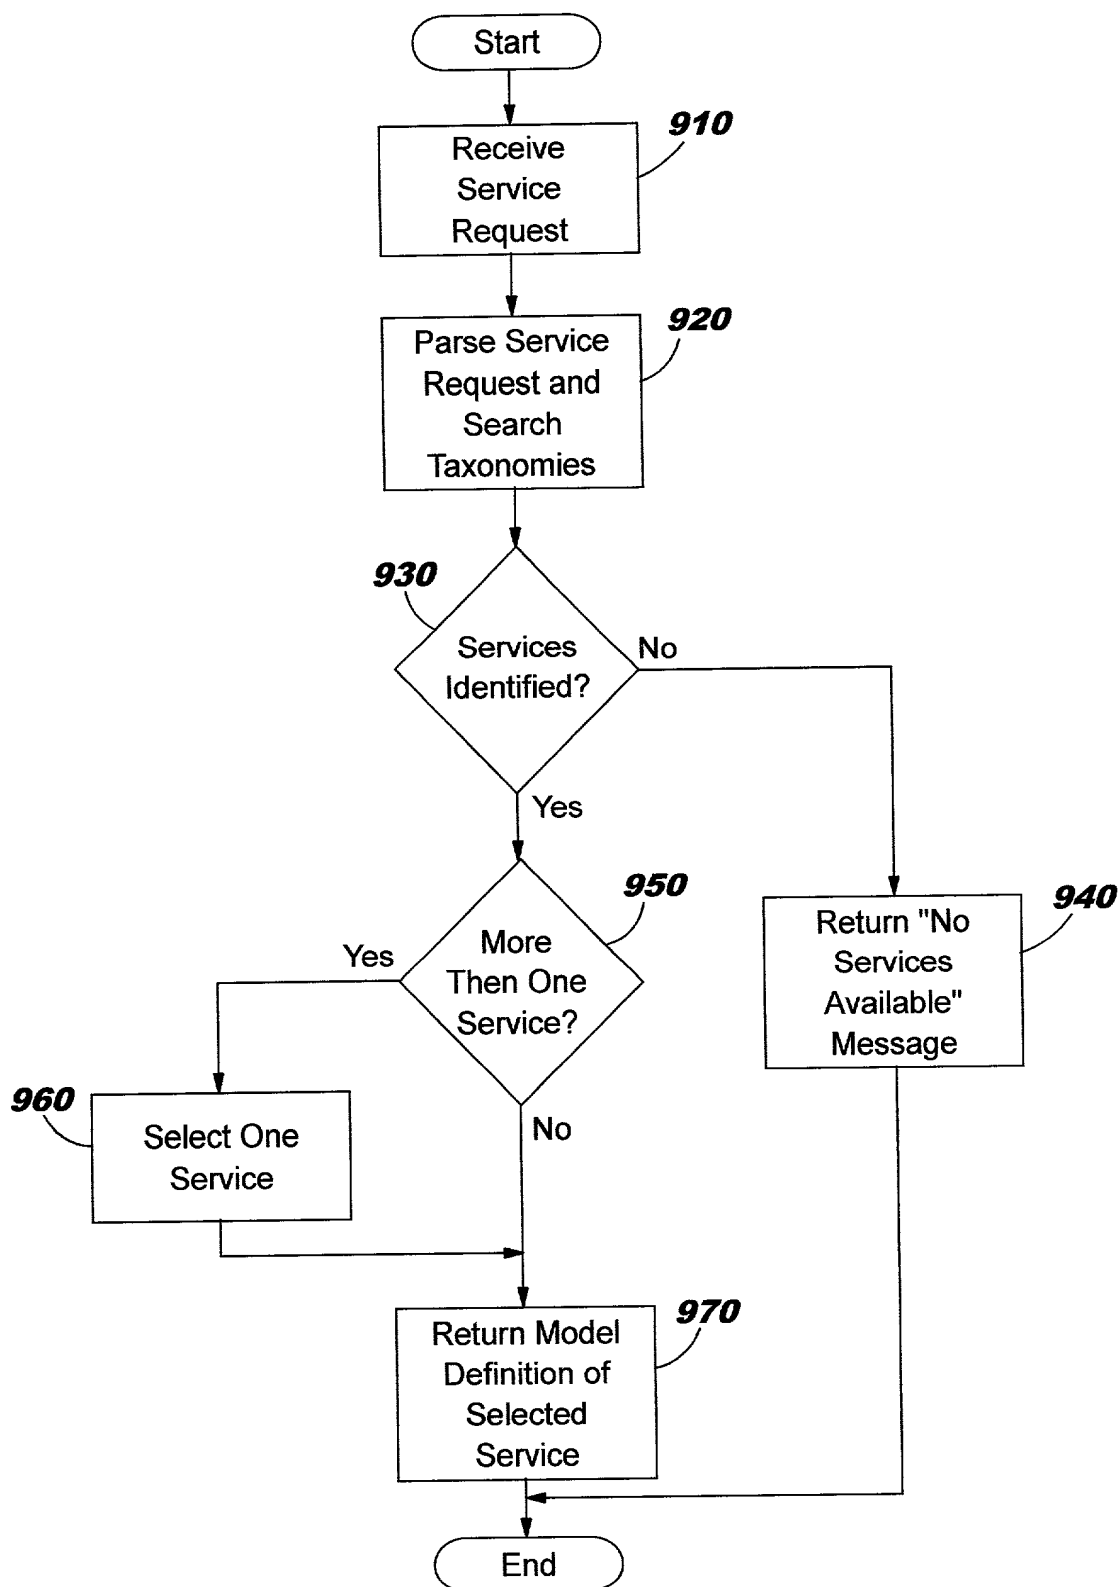 Start
910
Receive
Service
Request
920
Parse Service
Request and
Search
Taxonomies
930
Services
Identified?
No
Yes
950
More
Then One
Service?
Yes
940
Return "No
Services
Available"
Message
960
Select One
Service
No
970
Return Model
Definition of
Selected
Service
End